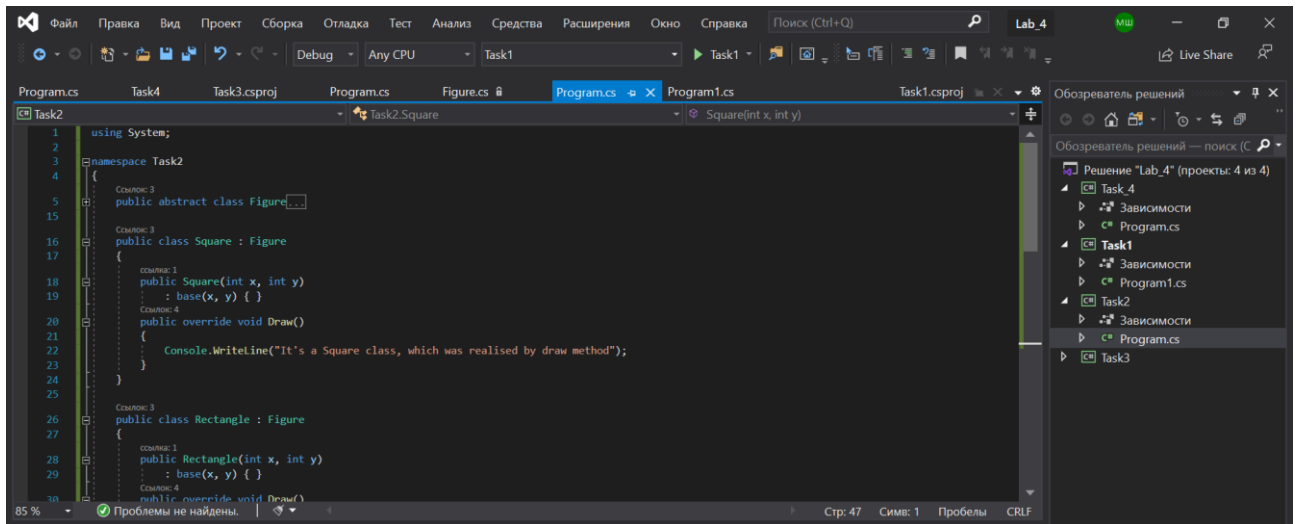 Файл Правка Вид Проект Сборка Отладка Тест Анализ Средства Расширения Окно Справка Поиск (Ctrl+Q) Lab_4 МШ
Debug Any CPU Task1 Task1 Live Share
Program.cs Task4 Task3.csproj Program.cs Figure.cs Program.cs Program1.cs Task1.csproj
Task2 Task2.Square Square(int x, int y)
1 using System;
2
3 namespace Task2
4 {
Ссылок: 3
5 public abstract class Figure...
15
Ссылок: 3
16 public class Square : Figure
17 {
ссылка: 1
18 public Square(int x, int y)
19 : base(x, y) { }
Ссылок: 4
20 public override void Draw()
21 {
22 Console.WriteLine("It's a Square class, which was realised by draw method");
23 }
24 }
25
Ссылок: 3
26 public class Rectangle : Figure
27 {
ссылка: 1
28 public Rectangle(int x, int y)
29 : base(x, y) { }
Ссылок: 4
30 public override void Draw()
85 % Проблемы не найдены. Стр: 47 Симв: 1 Пробелы CRLF
Обозреватель решений
Обозреватель решений — поиск (С
Решение "Lab_4" (проекты: 4 из 4)
Task_4
Зависимости
Program.cs
Task1
Зависимости
Program1.cs
Task2
Зависимости
Program.cs
Task3